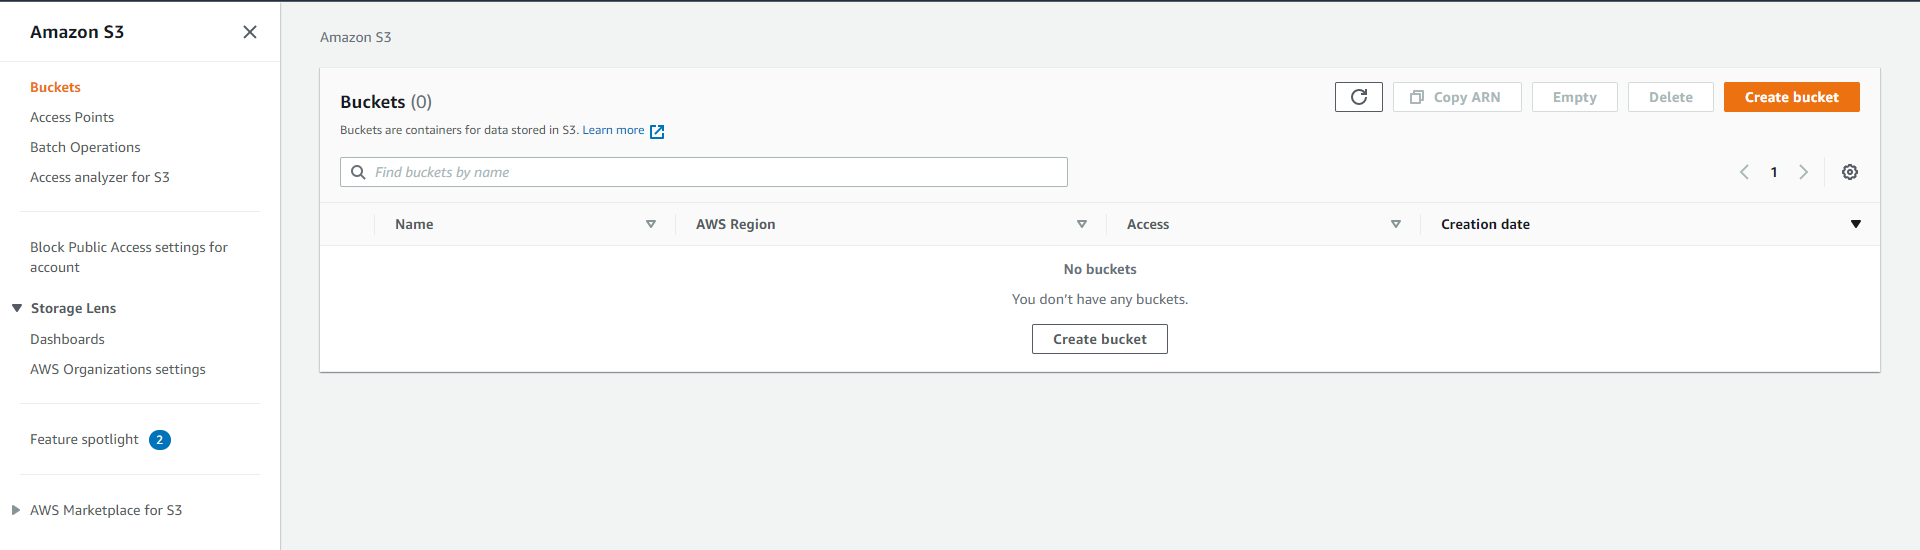 Amazon S3
Buckets
Access Points
Batch Operations
Access analyzer for S3
Block Public Access settings for
account
Storage Lens
Dashboards
AWS Organizations settings
Feature spotlight 2
AWS Marketplace for S3
Amazon S3
Buckets (0)
Copy ARN Empty Delete Create bucket
Buckets are containers for data stored in S3. Learn more
Find buckets by name
1
Name AWS Region Access Creation date
No buckets
You don't have any buckets.
Create bucket